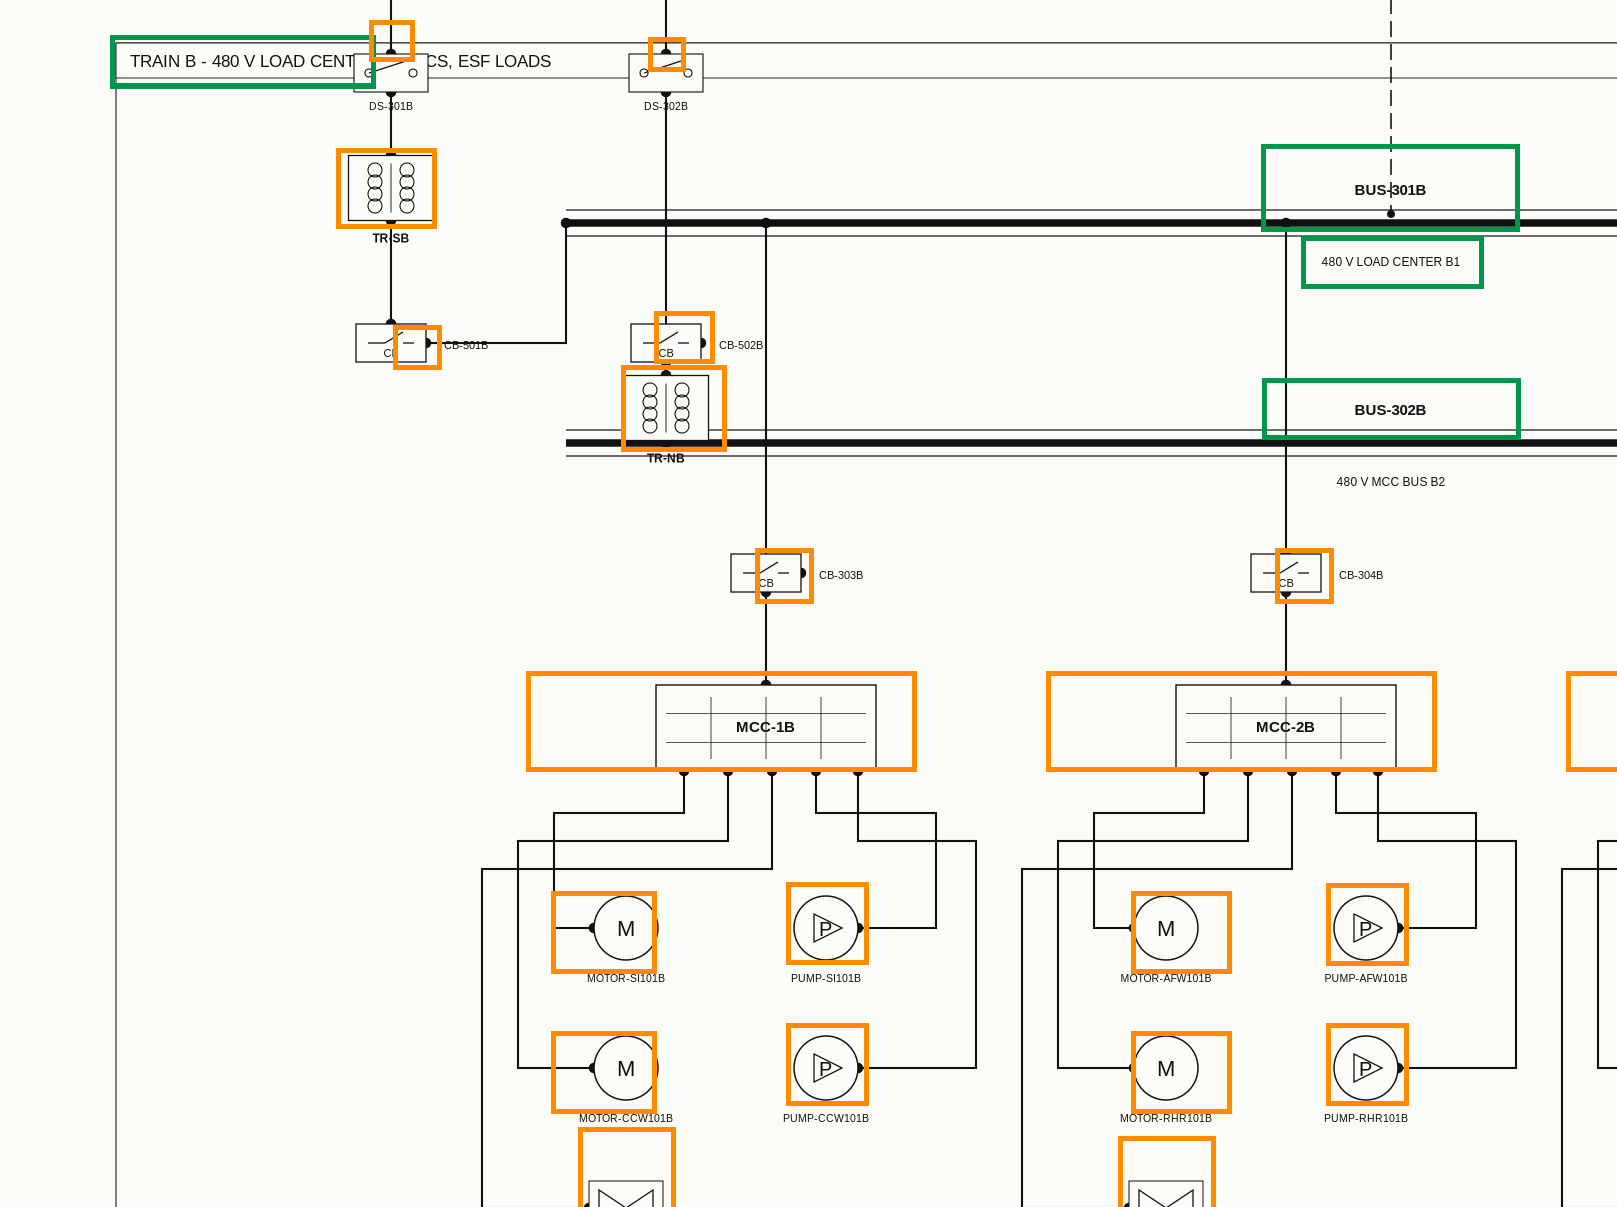 TRAIN B - 480 V LOAD CENT CS, ESF LOADS
DS-301B
DS-302B
BUS-301B
TR-SB
480 V LOAD CENTER B1
CB
CB-501B
CB
CB-502B
BUS-302B
TR-NB
480 V MCC BUS B2
CB
CB-303B
CB
CB-304B
MCC-1B
MCC-2B
M
P
M
P
MOTOR-SI101B
PUMP-SI101B
MOTOR-AFW101B
PUMP-AFW101B
M
P
M
P
MOTOR-CCW101B
PUMP-CCW101B
MOTOR-RHR101B
PUMP-RHR101B